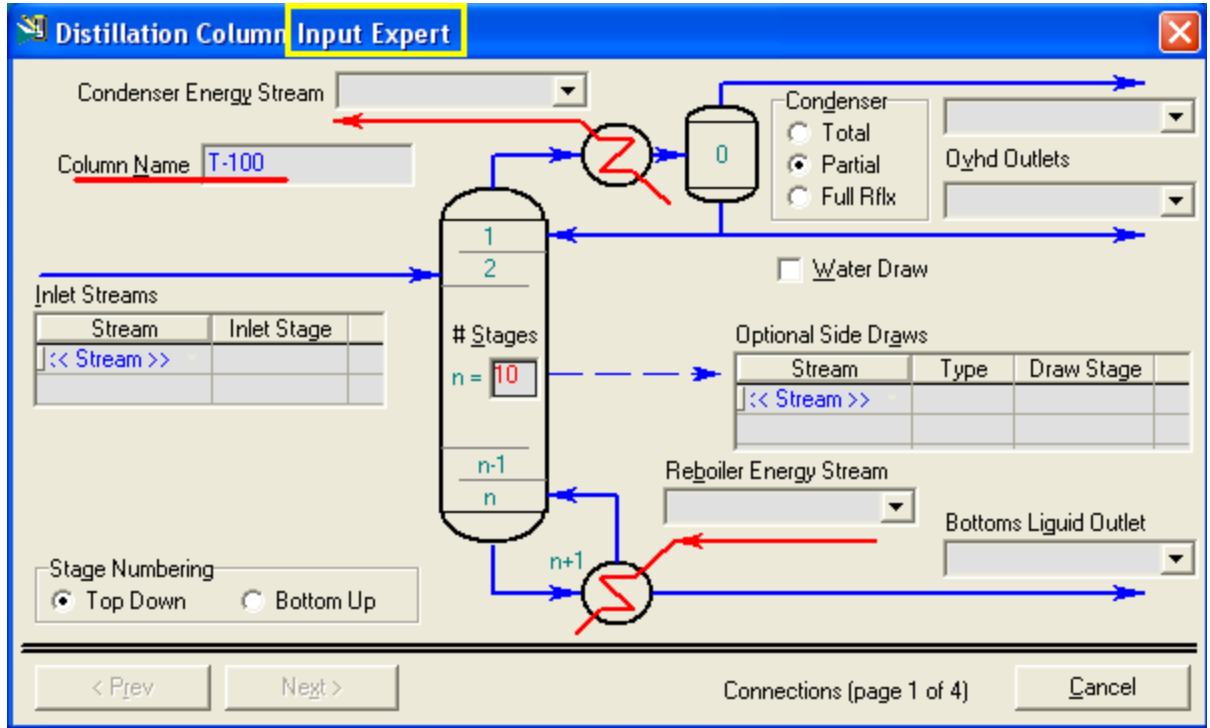 Distillation Column Input Expert
Condenser Energy Stream
Column Name T-100
0
Condenser
Total
Partial
Full Rflx
Ovhd Outlets
1
2
Water Draw
Inlet Streams
Stream Inlet Stage
<< Stream >>
# Stages
n = 10
Optional Side Draws
Stream Type Draw Stage
<< Stream >>
n-1
n
Reboiler Energy Stream
Bottoms Liquid Outlet
n+1
Stage Numbering
Top Down Bottom Up
< Prev Next > Connections (page 1 of 4) Cancel